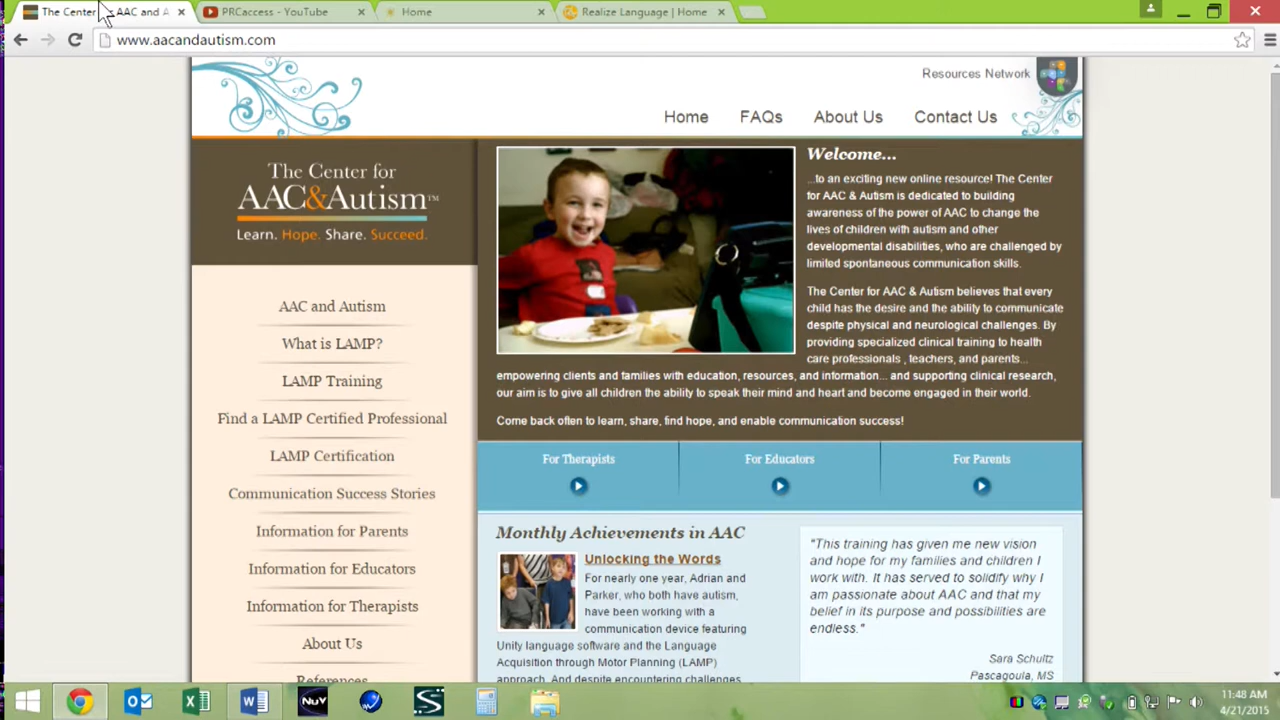 The Center AAC and A
PRCaccess - YouTube
Home
Realize Language | Home
www.aacandautism.com
Resources Network
Home FAQs About Us Contact Us
The Center for
AAC&Autism™
Learn. Hope. Share. Succeed.
AAC and Autism
What is LAMP?
LAMP Training
Find a LAMP Certified Professional
LAMP Certification
Communication Success Stories
Information for Parents
Information for Educators
Information for Therapists
About Us
References
Welcome...
...to an exciting new online resource! The Center
for AAC & Autism is dedicated to building
awareness of the power of AAC to change the
lives of children with autism and other
developmental disabilities, who are challenged by
limited spontaneous communication skills.
The Center for AAC & Autism believes that every
child has the desire and the ability to communicate
despite physical and neurological challenges. By
providing specialized clinical training to health
care professionals , teachers, and parents...
empowering clients and families with education, resources, and information... and supporting clinical research,
our aim is to give all children the ability to speak their mind and heart and become engaged in their world.
Come back often to learn, share, find hope, and enable communication success!
For Therapists For Educators For Parents
Monthly Achievements in AAC
Unlocking the Words
For nearly one year, Adrian and
Parker, who both have autism,
have been working with a
communication device featuring
Unity language software and the Language
Acquisition through Motor Planning (LAMP)
approach. And despite encountering challenges
"This training has given me new vision
and hope for my families and children I
work with. It has served to solidify why I
am passionate about AAC and that my
belief in its purpose and possibilities are
endless."
Sara Schultz
Pascagoula, MS
NuV
11:48 AM
4/21/2015